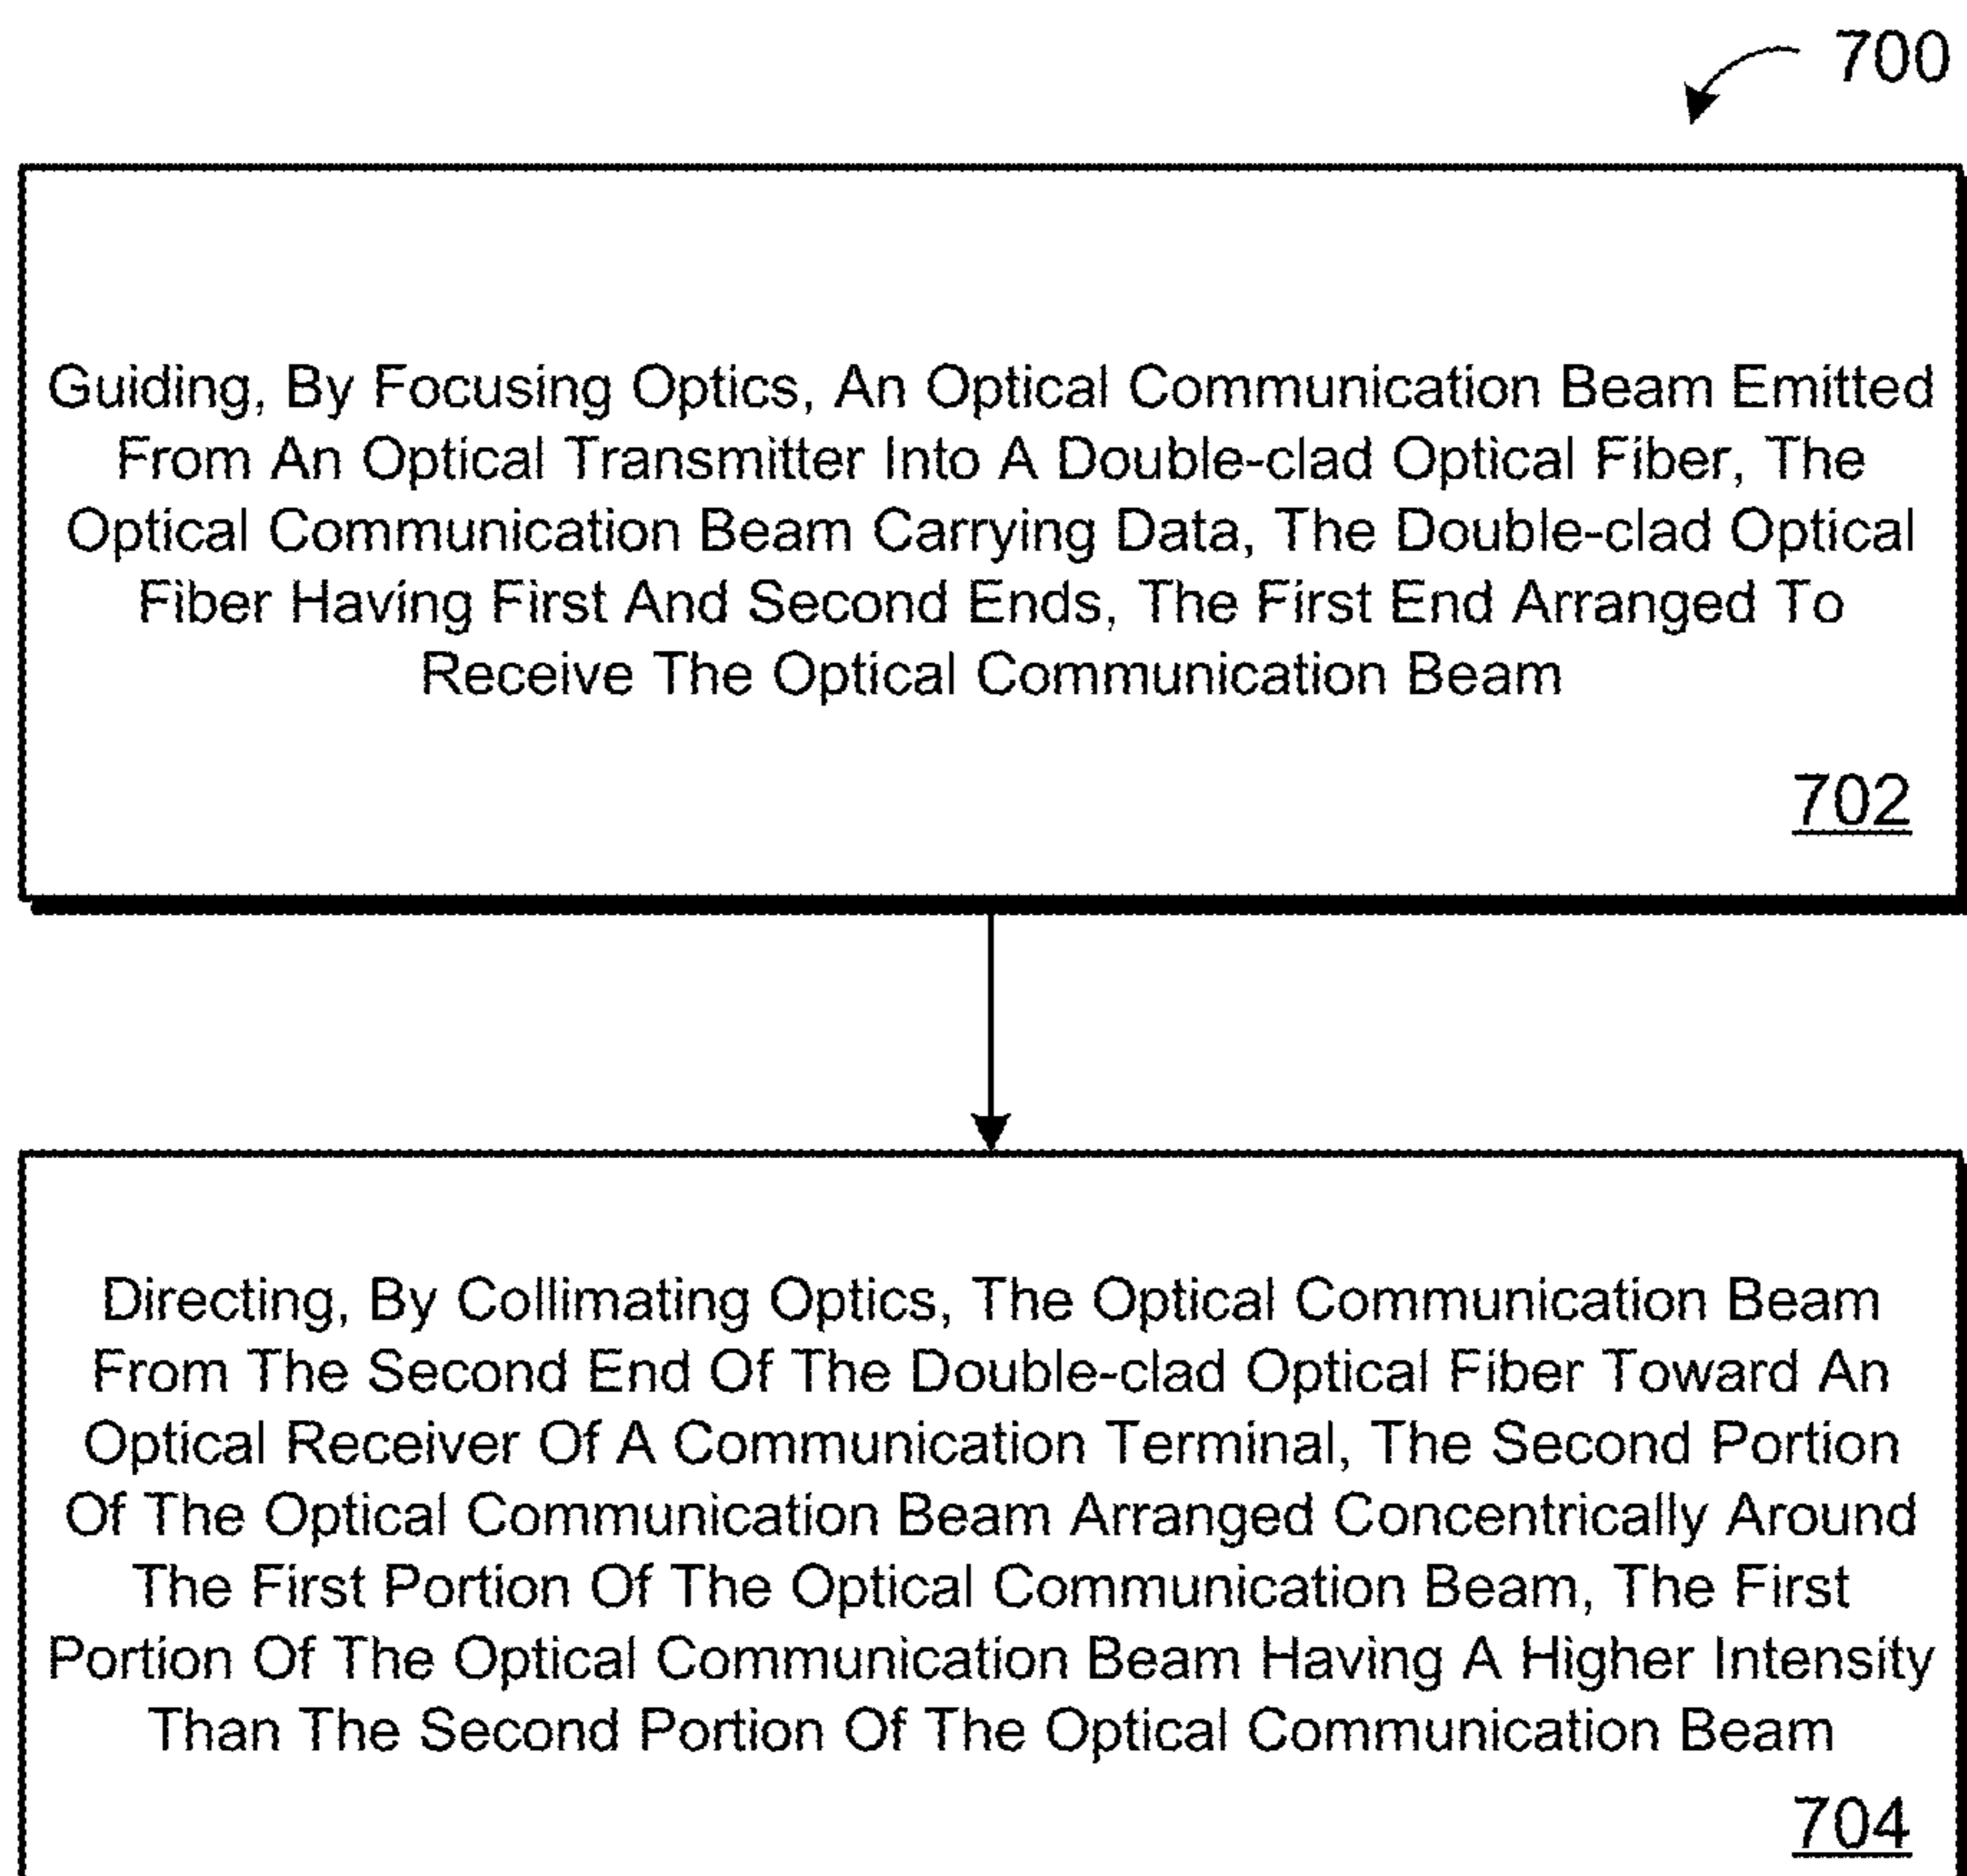 700
Guiding, By Focusing Optics, An Optical Communication Beam Emitted
From An Optical Transmitter Into A Double-clad Optical Fiber, The
Optical Communication Beam Carrying Data, The Double-clad Optical
Fiber Having First And Second Ends, The First End Arranged To
Receive The Optical Communication Beam
702
Directing, By Collimating Optics, The Optical Communication Beam
From The Second End Of The Double-clad Optical Fiber Toward An
Optical Receiver Of A Communication Terminal, The Second Portion
Of The Optical Communication Beam Arranged Concentrically Around
The First Portion Of The Optical Communication Beam, The First
Portion Of The Optical Communication Beam Having A Higher Intensity
Than The Second Portion Of The Optical Communication Beam
704